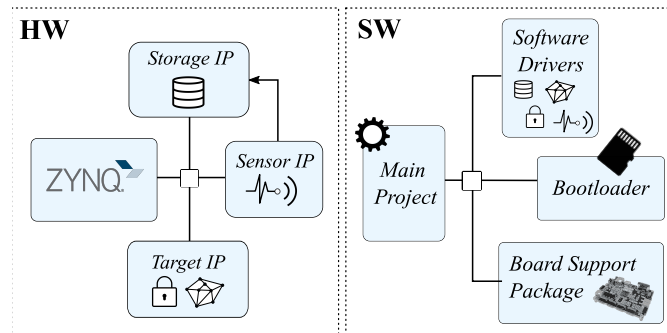 HW
Storage IP
ZYNQ
Sensor IP
Target IP
SW
Software
Drivers
Main
Project
Bootloader
Board Support
Package